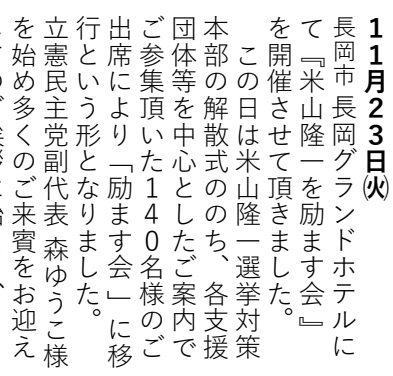 11月23日㈫
長岡市 長岡グランドホテルに
て『米山隆一を励ます会』
を開催させて頂きました。
　この日は米山隆一選挙対策
本部の解散式ののち、各支援
団体等を中心としたご案内で
ご参集頂いた140名様のご
出席により「励ます会」に移
行という形となりました。
立憲民主党副代表 森ゆうこ様
を始め多くのご来賓をお迎え